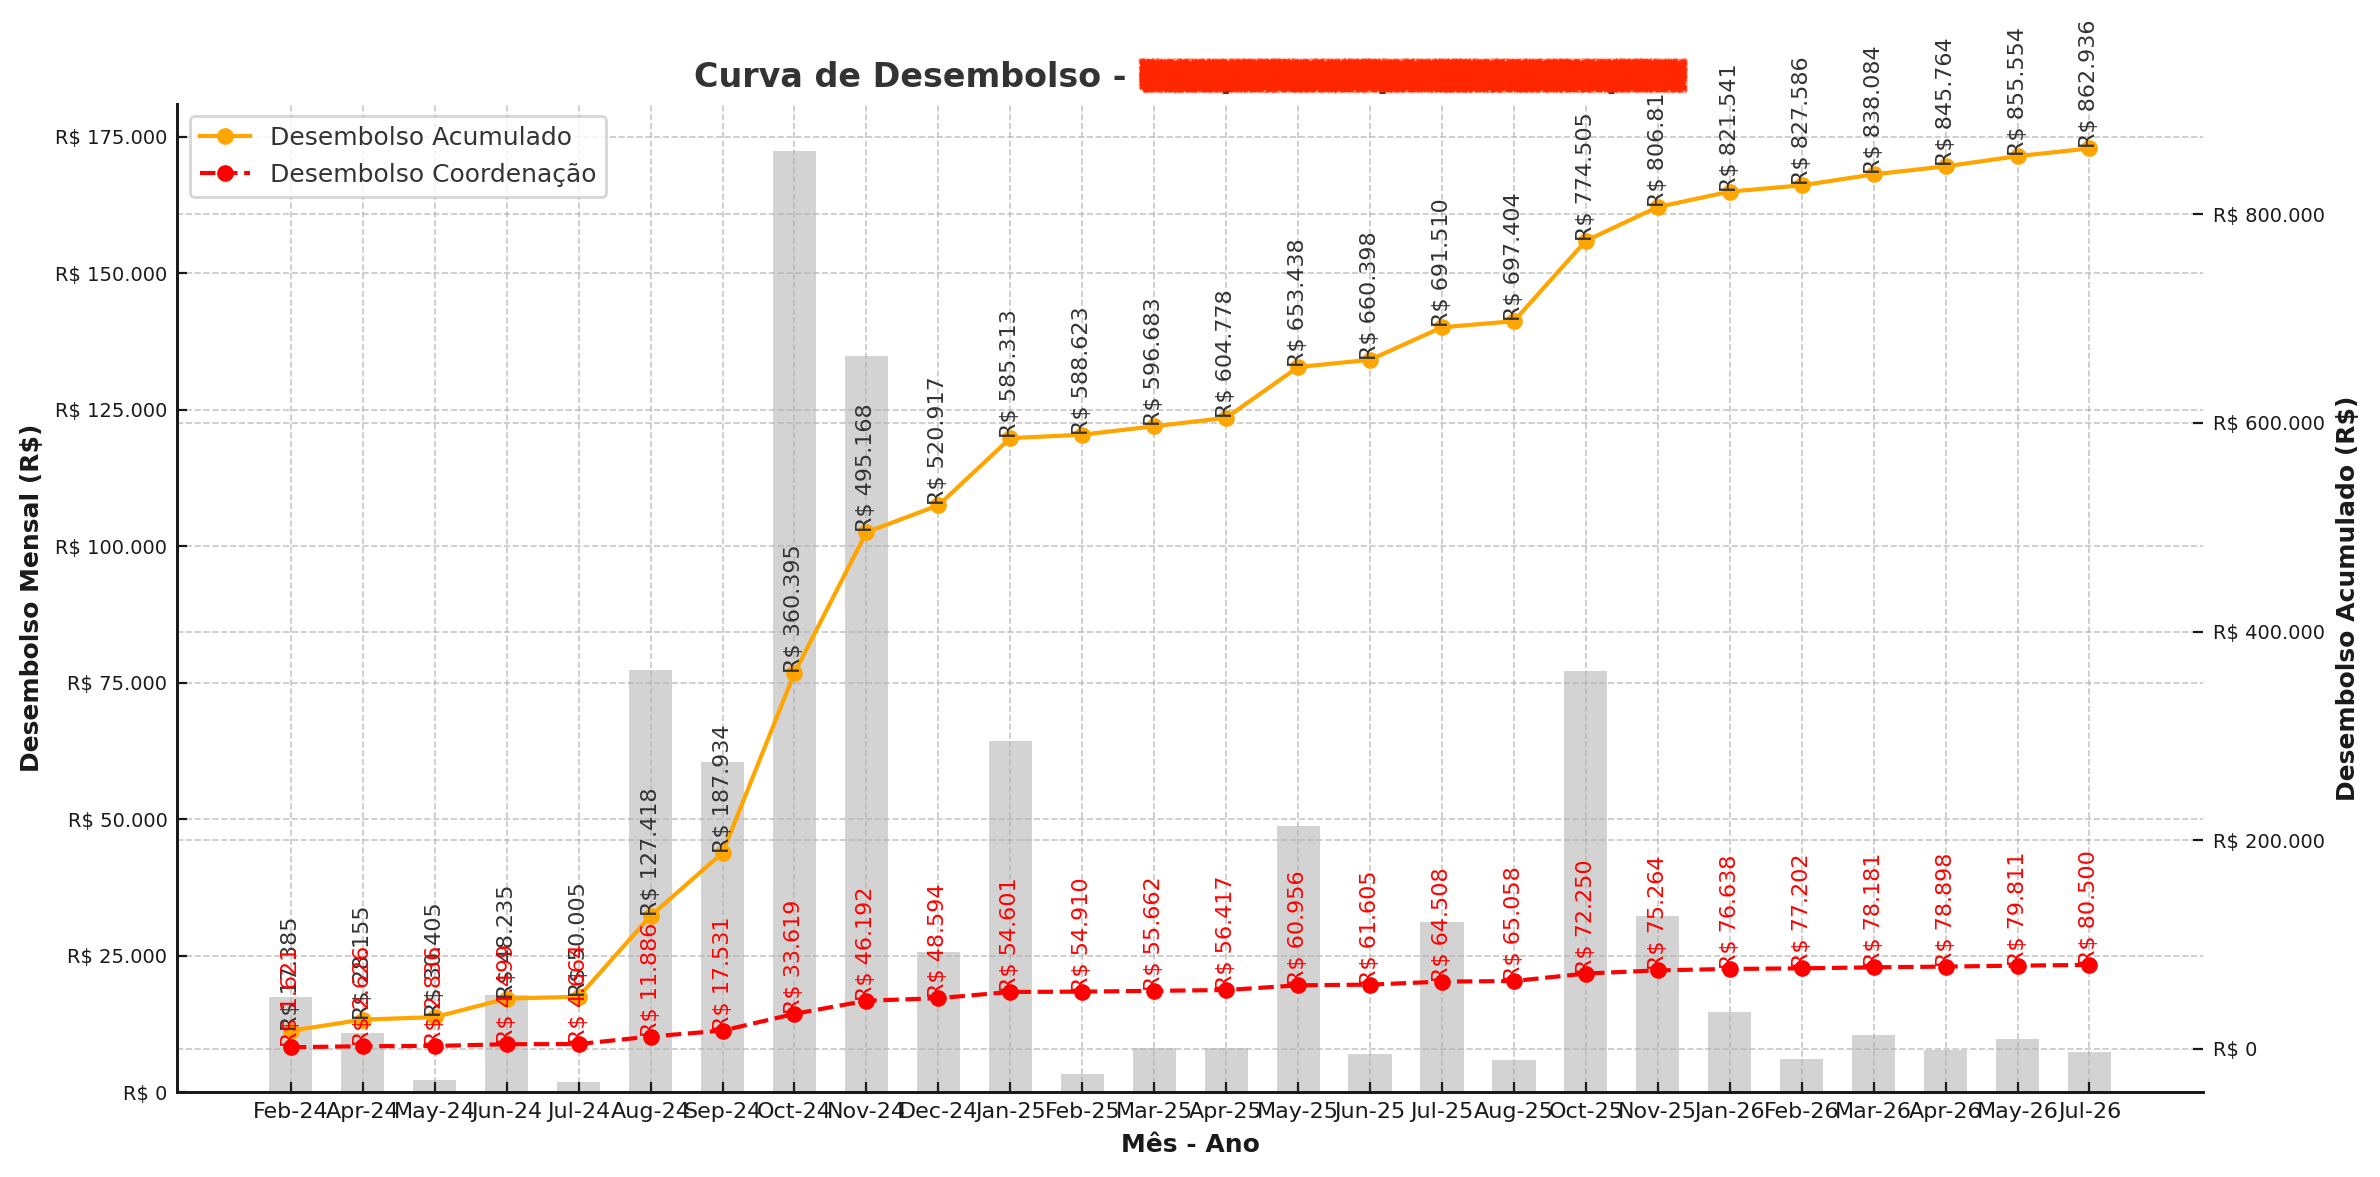 Curva de Desembolso -
Desembolso Acumulado
Desembolso Coordenação
Desembolso Mensal (R$)
R$ 175.000
R$ 150.000
R$ 125.000
R$ 100.000
R$ 75.000
R$ 50.000
R$ 25.000
R$ 0
R$ 127.418
R$ 187.934
R$ 360.395
R$ 495.168
R$ 520.917
R$ 585.313
R$ 588.623
R$ 596.683
R$ 604.778
R$ 653.438
R$ 660.398
R$ 691.510
R$ 697.404
R$ 774.505
R$ 806.81
R$ 821.541
R$ 827.586
R$ 838.084
R$ 845.764
R$ 855.554
R$ 862.936
R$ 11.886
R$ 17.531
R$ 33.619
R$ 46.192
R$ 48.594
R$ 54.601
R$ 54.910
R$ 55.662
R$ 56.417
R$ 60.956
R$ 61.605
R$ 64.508
R$ 65.058
R$ 72.250
R$ 75.264
R$ 76.638
R$ 77.202
R$ 78.181
R$ 78.898
R$ 79.811
R$ 80.500
R$ 800.000
R$ 600.000
R$ 400.000
R$ 200.000
R$ 0
Desembolso Acumulado (R$)
Feb-24 Apr-24 May-24 Jun-24 Jul-24 Aug-24 Sep-24 Oct-24 Nov-24 Dec-24 Jan-25 Feb-25 Mar-25 Apr-25 May-25 Jun-25 Jul-25 Aug-25 Oct-25 Nov-25 Jan-26 Feb-26 Mar-26 Apr-26 May-26 Jul-26
Mês - Ano